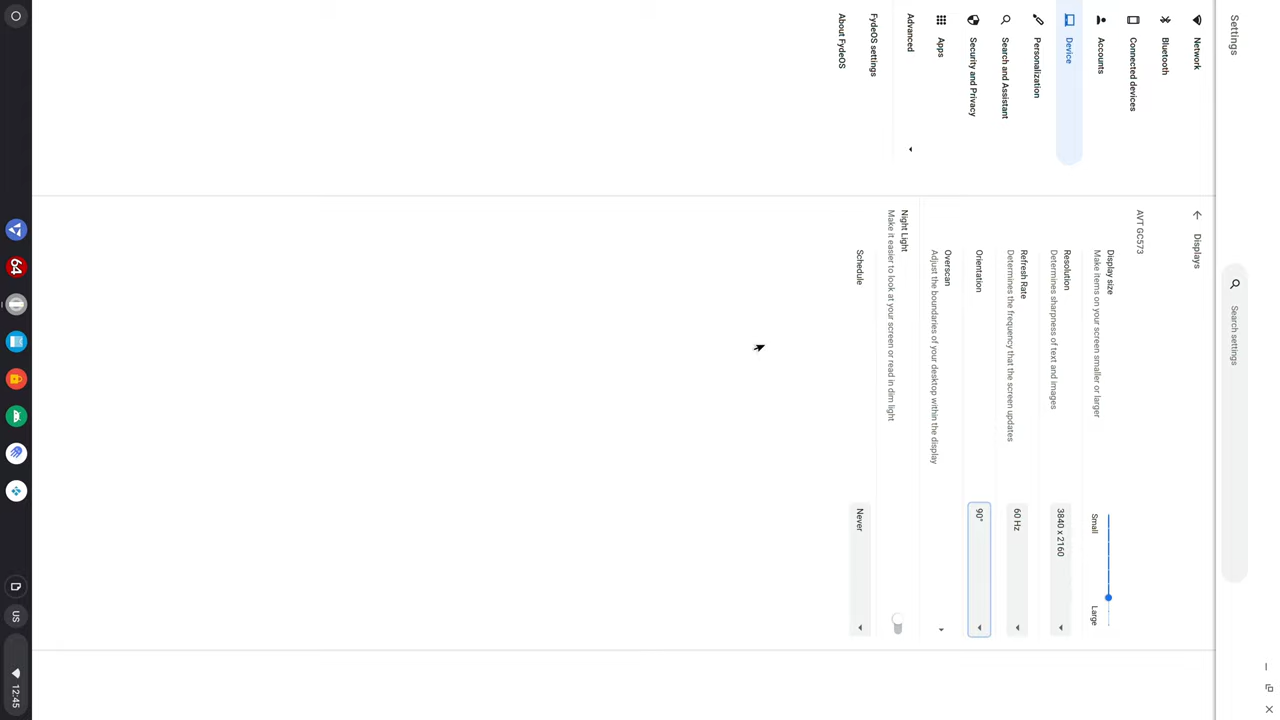 Settings
Search settings
Network
Bluetooth
Connected devices
Accounts
Device
Personalization
Search and Assistant
Security and Privacy
Apps
Advanced
FydeOS settings
About FydeOS
Displays
AVT GC573
Display size
Make items on your screen smaller or larger
Small
Large
Resolution
Determines sharpness of text and images
3840 x 2160
Refresh Rate
Determines the frequency that the screen updates
60 Hz
Orientation
90°
Overscan
Adjust the boundaries of your desktop within the display
Night Light
Make it easier to look at your screen or read in dim light
Schedule
Never
64
US
12:45